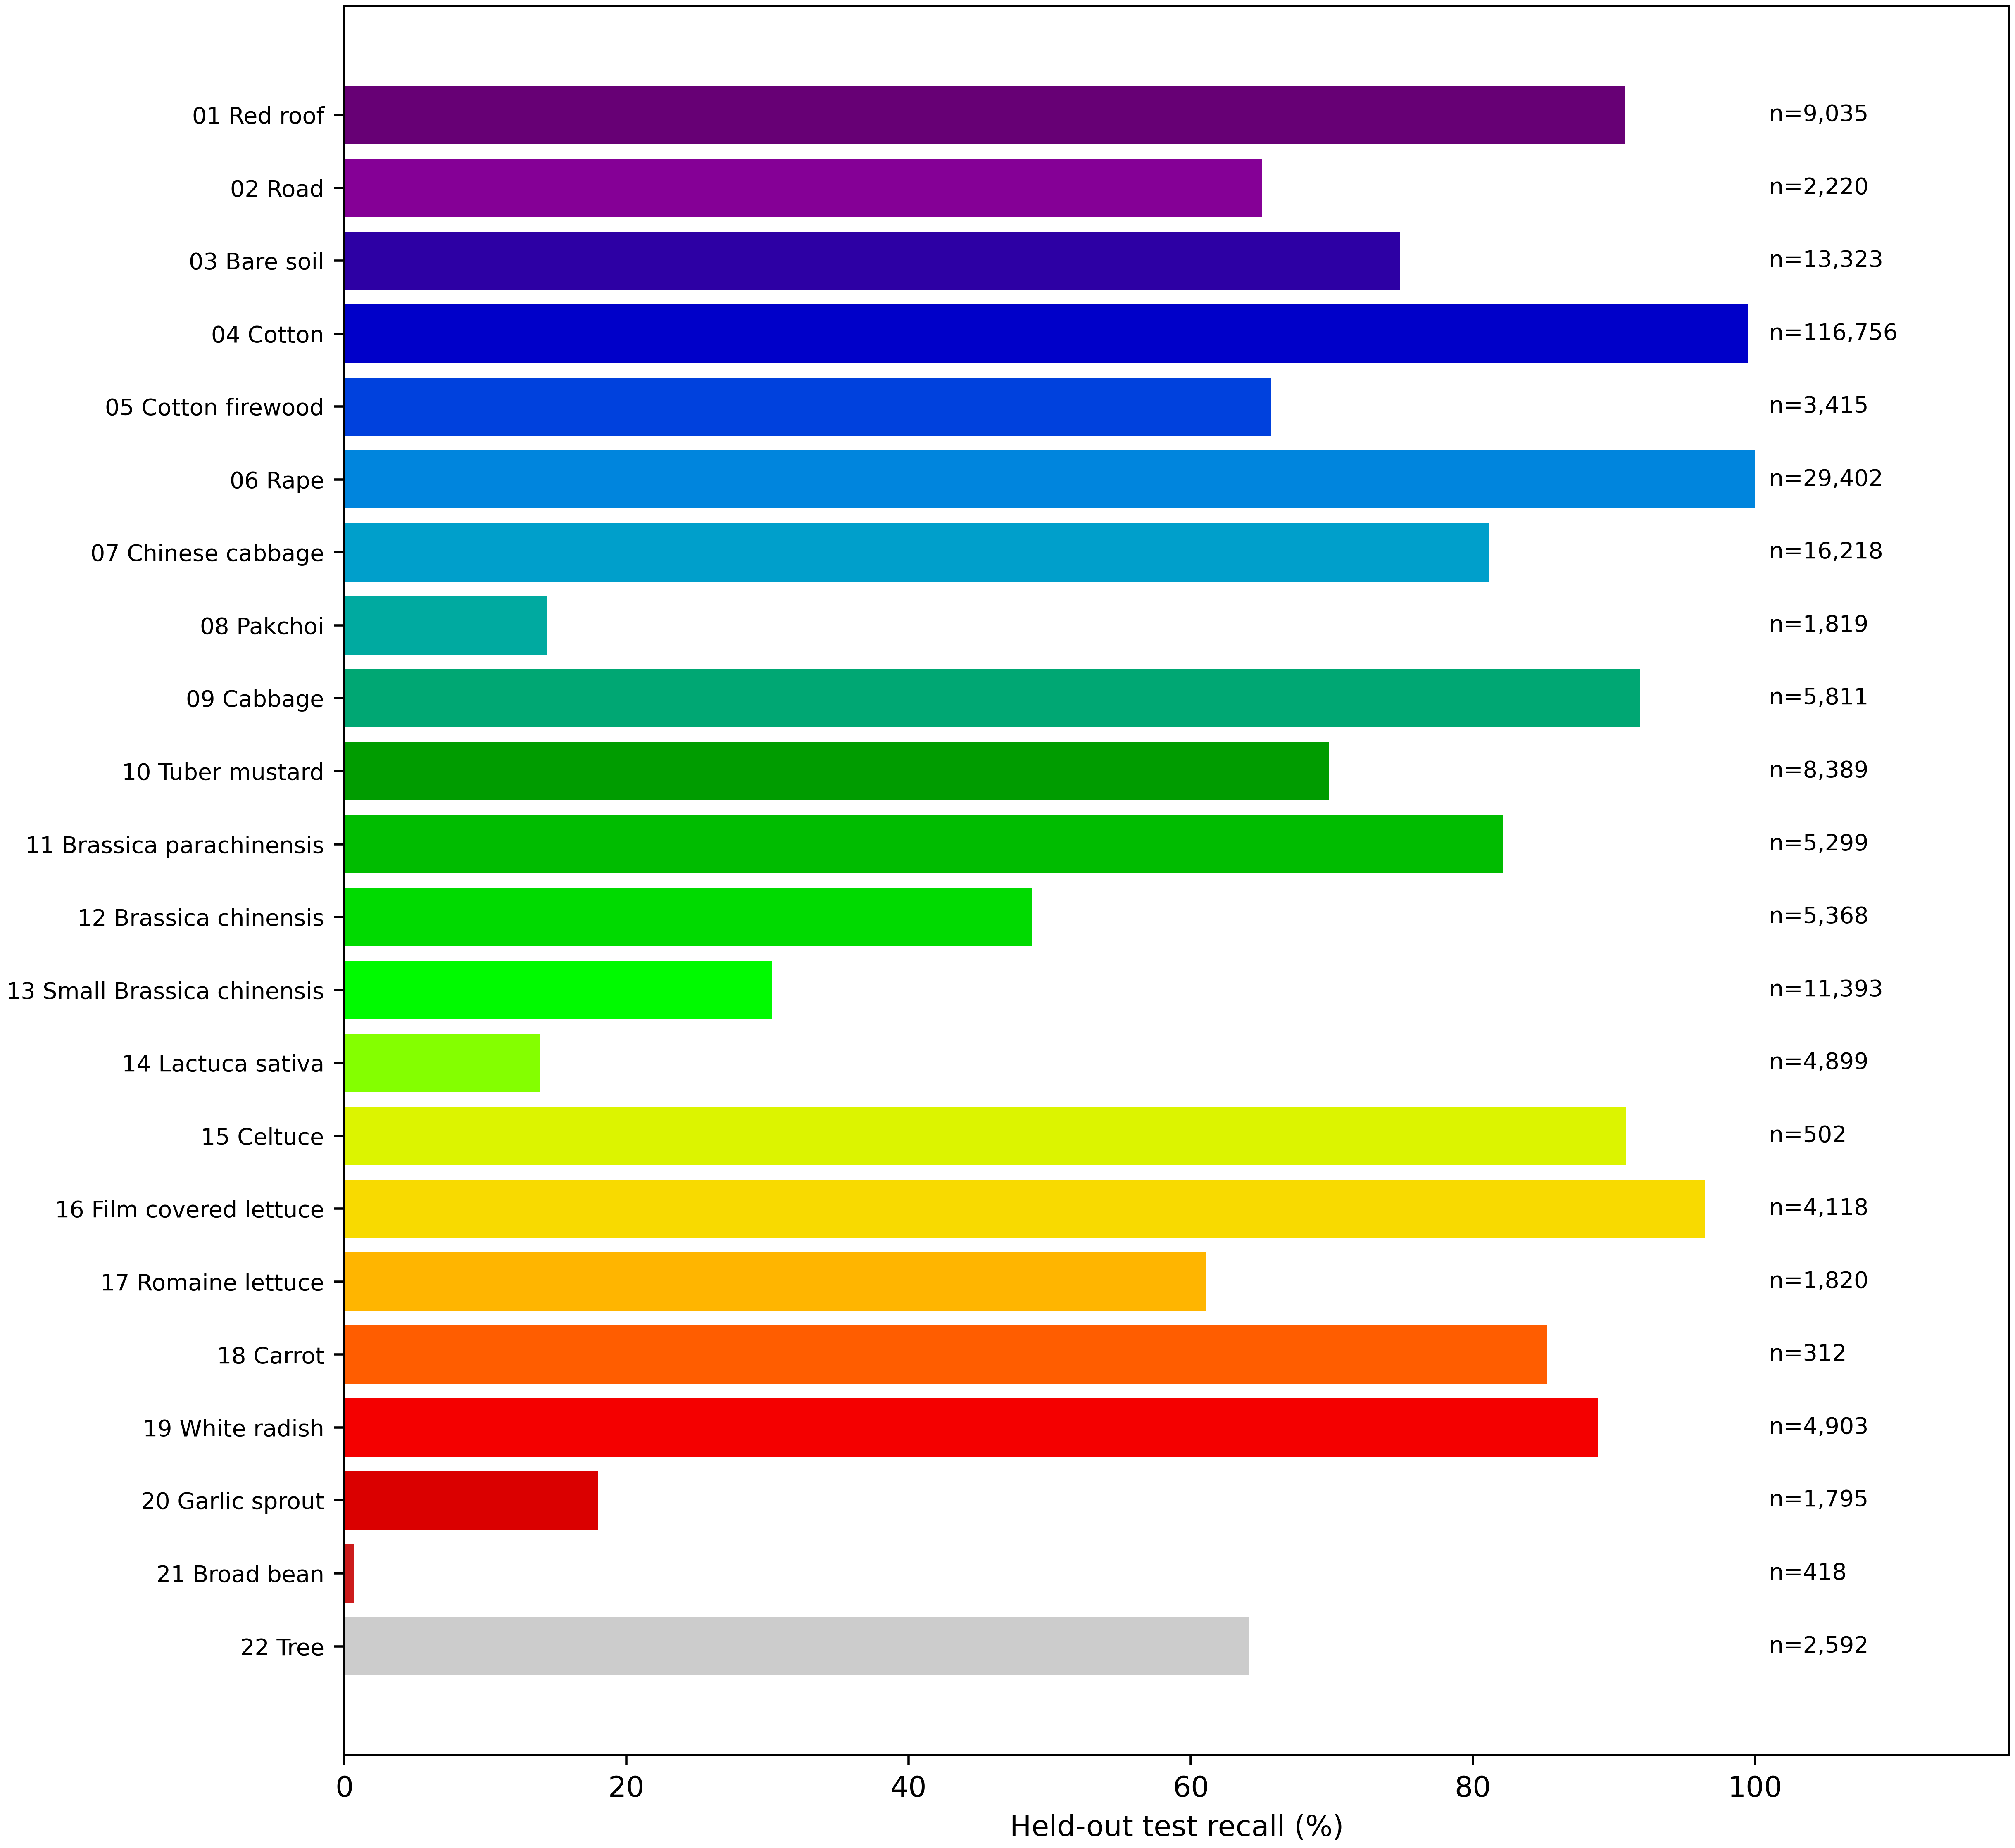 01 Red roof n=9,035
02 Road n=2,220
03 Bare soil n=13,323
04 Cotton n=116,756
05 Cotton firewood n=3,415
06 Rape n=29,402
07 Chinese cabbage n=16,218
08 Pakchoi n=1,819
09 Cabbage n=5,811
10 Tuber mustard n=8,389
11 Brassica parachinensis n=5,299
12 Brassica chinensis n=5,368
13 Small Brassica chinensis n=11,393
14 Lactuca sativa n=4,899
15 Celtuce n=502
16 Film covered lettuce n=4,118
17 Romaine lettuce n=1,820
18 Carrot n=312
19 White radish n=4,903
20 Garlic sprout n=1,795
21 Broad bean n=418
22 Tree n=2,592
0 20 40 60 80 100
Held-out test recall (%)